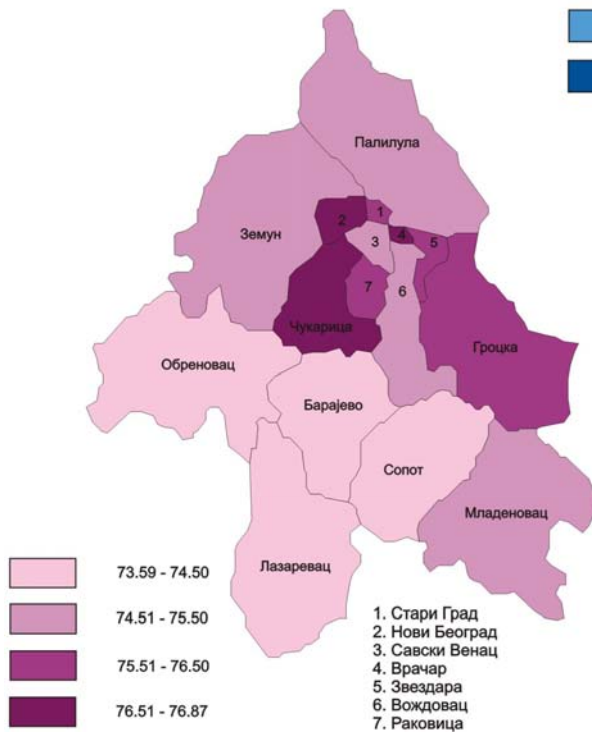 Палилула
1
2
Земун
3
4
5
7
6
Чукарица
Гроцка
Обреновац
Барајево
Сопот
Младеновац
Лазаревац
73.59 - 74.50
74.51 - 75.50
75.51 - 76.50
76.51 - 76.87
1. Стари Град
2. Нови Београд
3. Савски Венац
4. Врачар
5. Звездара
6. Вождовац
7. Раковица